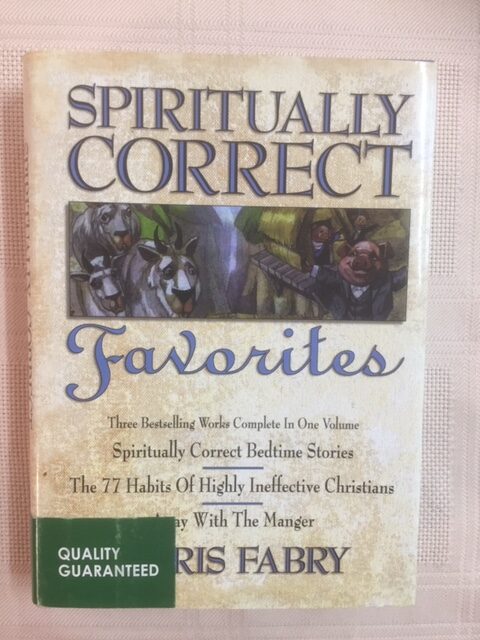 SPIRITUALLY
CORRECT
Favorites
Three Bestselling Works Complete In One Volume
Spiritually Correct Bedtime Stories
The 77 Habits Of Highly Ineffective Christians
With The Manger
FABRY
QUALITY
GUARANTEED